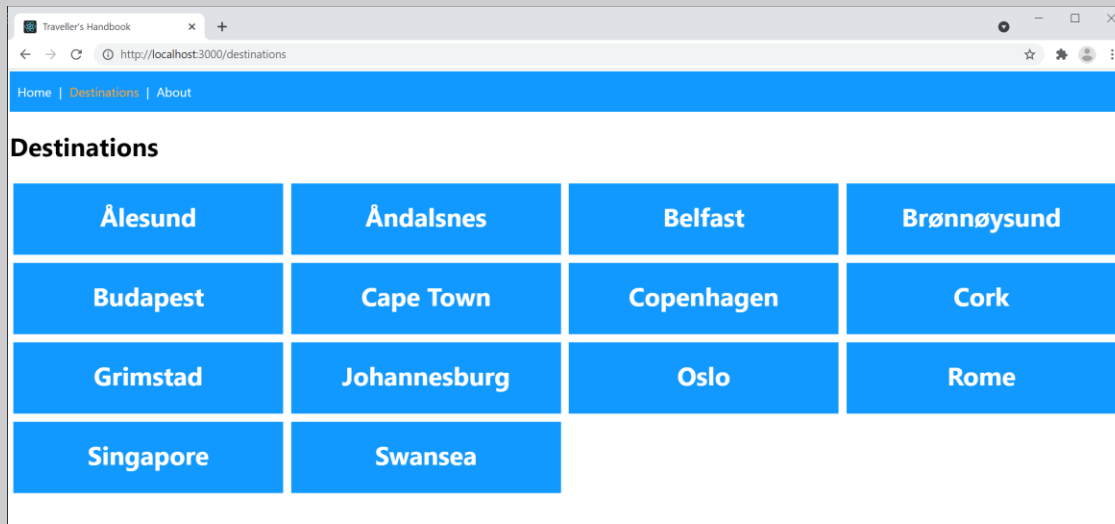 Traveller's Handbook
http://localhost:3000/destinations
Home | Destinations | About
Destinations
Ålesund Åndalsnes Belfast Brønnøysund
Budapest Cape Town Copenhagen Cork
Grimstad Johannesburg Oslo Rome
Singapore Swansea